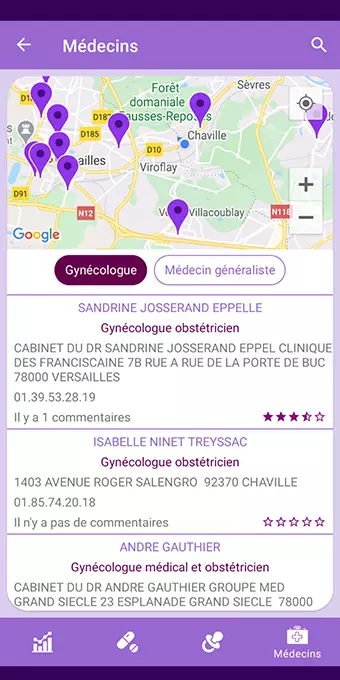 Médecins
Forêt
domaniale
ausses-Repos
Sèvres
D182
D185
Chaville
D10
ailles
Viroflay
D91
N12
Villacoublay
N118
Google
Gynécologue
Médecin généraliste
SANDRINE JOSSERAND EPPELLE
Gynécologue obstétricien
CABINET DU DR SANDRINE JOSSERAND EPPEL CLINIQUE
DES FRANCISCAINE 7B RUE A RUE DE LA PORTE DE BUC
78000 VERSAILLES
01.39.53.28.19
Il y a 1 commentaires
ISABELLE NINET TREYSSAC
Gynécologue obstétricien
1403 AVENUE ROGER SALENGRO 92370 CHAVILLE
01.85.74.20.18
Il n'y a pas de commentaires
ANDRE GAUTHIER
Gynécologue médical et obstétricien
CABINET DU DR ANDRE GAUTHIER GROUPE MED
GRAND SIECLE 23 ESPLANADE GRAND SIECLE 78000
Médecins